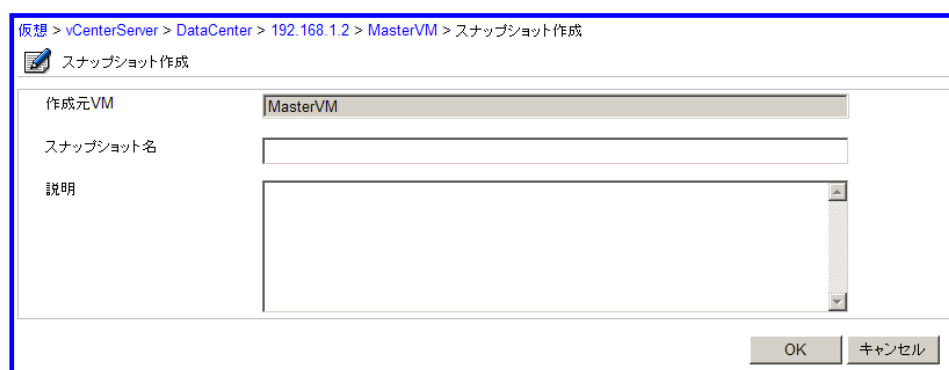 仮想 > vCenterServer > DataCenter > 192.168.1.2 > MasterVM > スナップショット作成
スナップショット作成
作成元VM
MasterVM
スナップショット名
説明
OK キャンセル